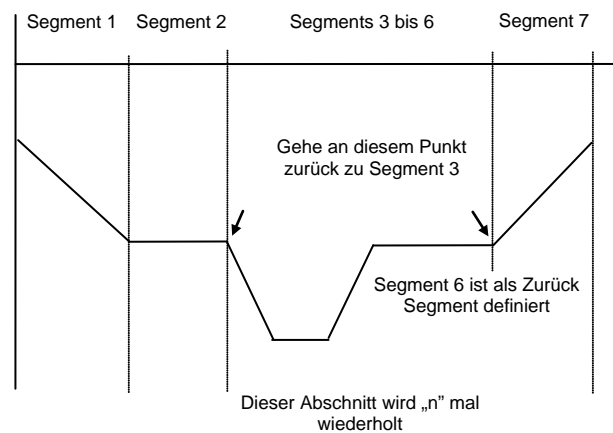 Segment 1
Segment 2
Segments 3 bis 6
Segment 7
Gehe an diesem Punkt
zurück zu Segment 3
Segment 6 ist als Zurück
Segment definiert
Dieser Abschnitt wird „n” mal
wiederholt